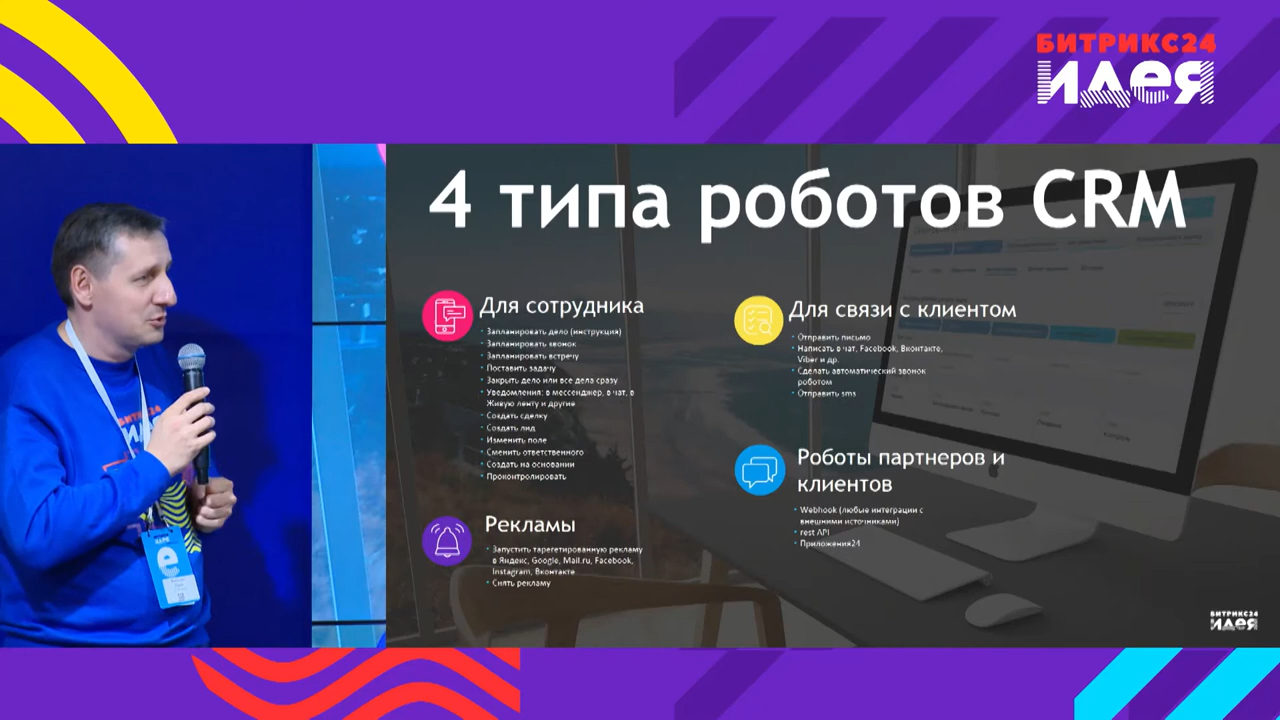 БИТРИКС24
ИДЕЯ
4 типа роботов CRM
Для сотрудника
Запланировать дело (инструкция)
Запланировать звонок
Запланировать встречу
Поставить задачу
Закрыть дело или все дела сразу
Уведомления: в мессенджер, в чат, в
Живую ленту и другие
Создать сделку
Создать лид
Изменить поле
Сменить ответственного
Создать на основании
Проконтролировать
Рекламы
Запустить тарегетированную рекламу
в Яндекс, Google, Mail.ru, Facebook,
Instagram, Вконтакте
Снять рекламу
Для связи с клиентом
Отправить письмо
Написать в чат, Facebook, Вконтакте,
Viber и др.
Сделать автоматический звонок
роботом
Отправить sms
Роботы партнеров и
клиентов
Webhook (любые интеграции с
внешними источниками)
rest API
Приложения24
БИТРИКС24
ИДЕЯ